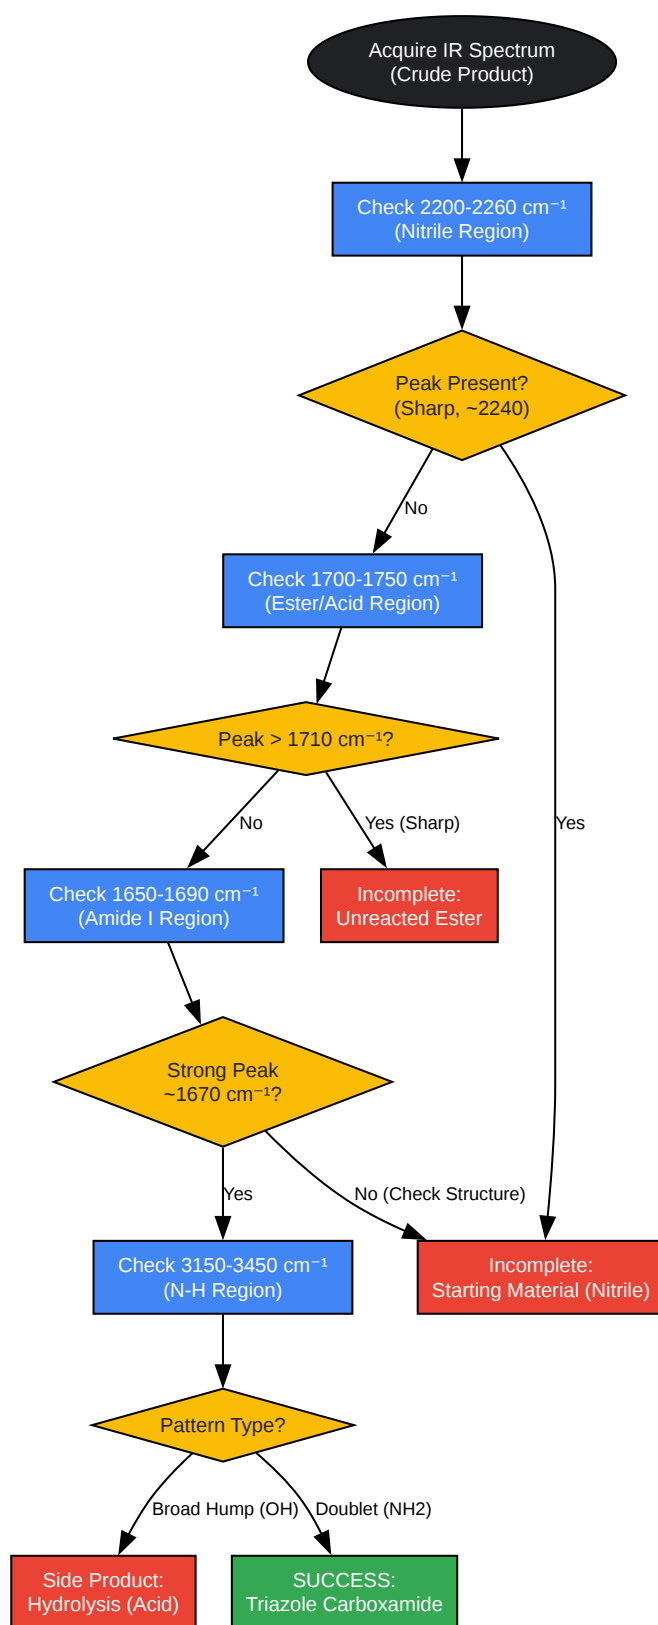 Acquire IR Spectrum
(Crude Product)
Check 2200-2260 cm⁻¹
(Nitrile Region)
Peak Present?
(Sharp, ~2240)
No
Check 1700-1750 cm⁻¹
(Ester/Acid Region)
Peak > 1710 cm⁻¹?
No
Yes (Sharp)
Yes
Check 1650-1690 cm⁻¹
(Amide I Region)
Incomplete:
Unreacted Ester
Strong Peak
~1670 cm⁻¹?
Yes
No (Check Structure)
Check 3150-3450 cm⁻¹
(N-H Region)
Incomplete:
Starting Material (Nitrile)
Pattern Type?
Broad Hump (OH)
Doublet (NH2)
Side Product:
Hydrolysis (Acid)
SUCCESS:
Triazole Carboxamide